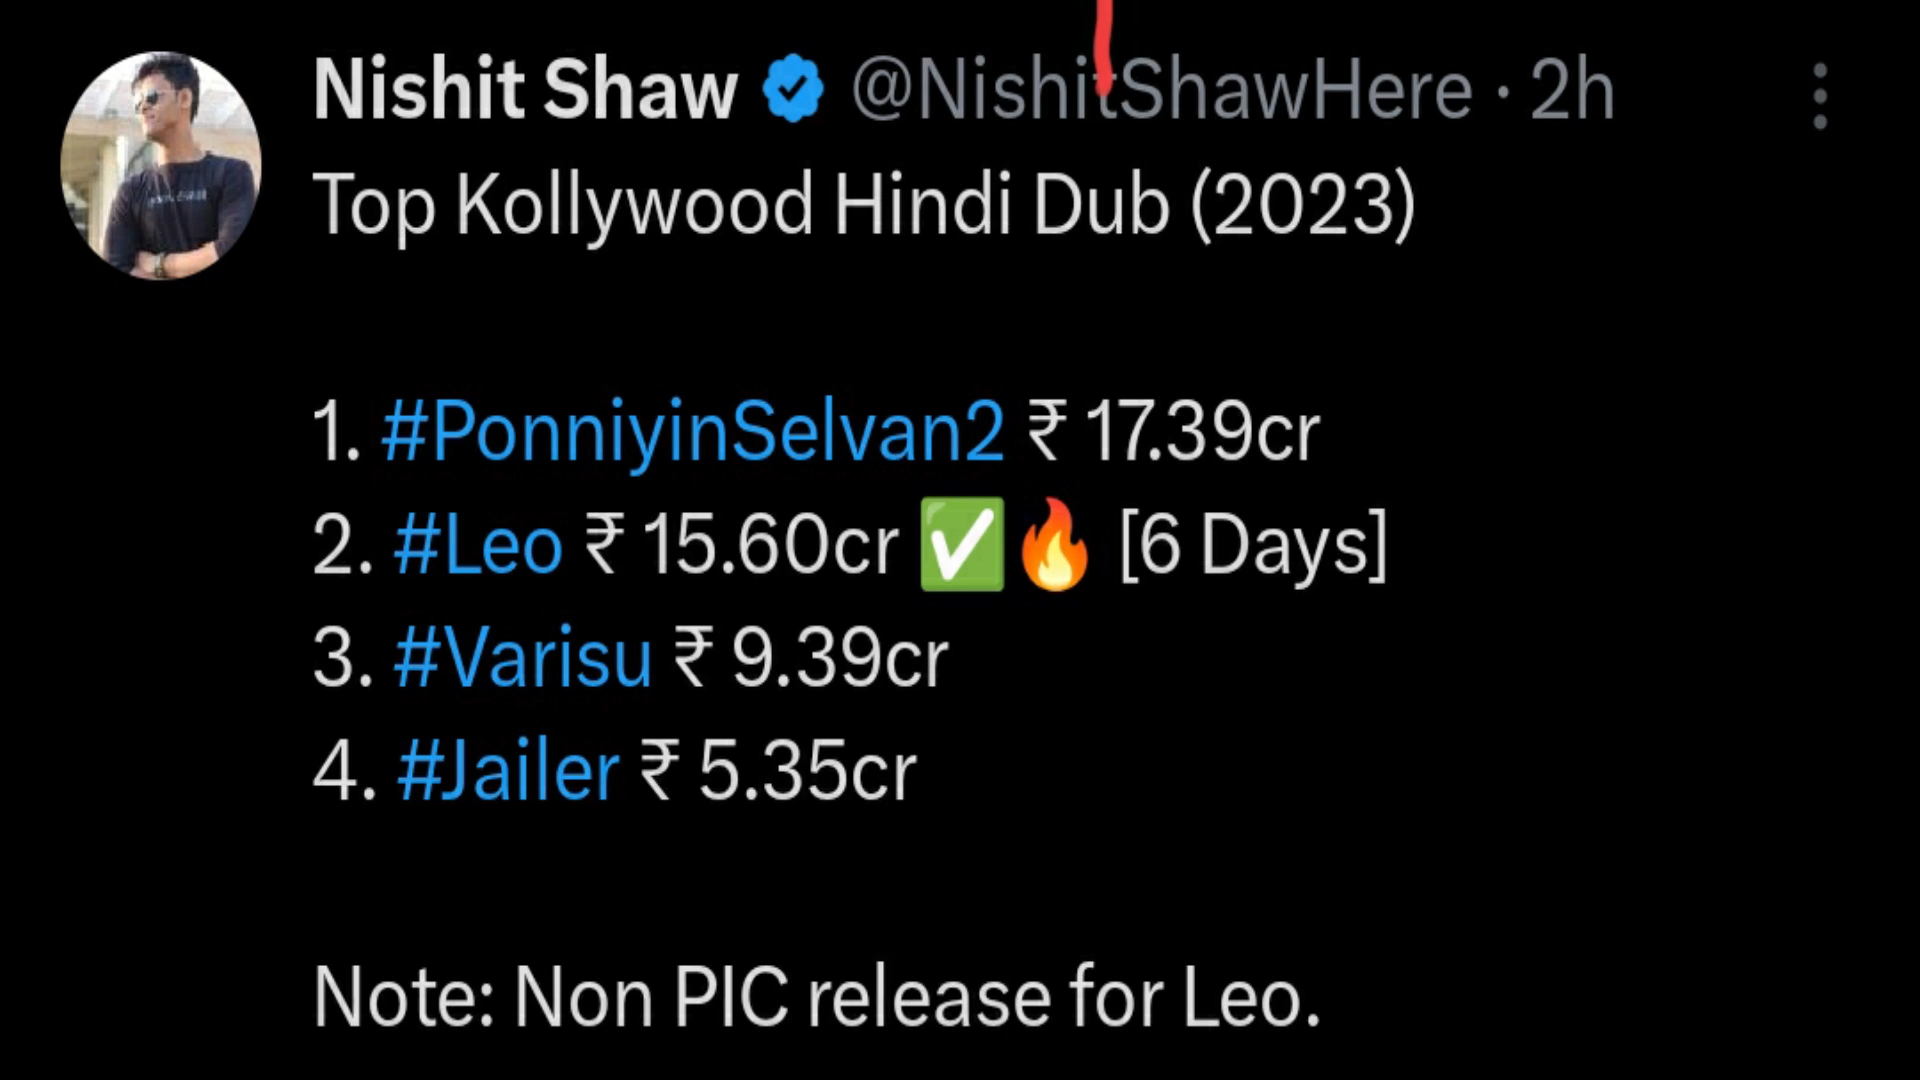 Nishit Shaw @NishitShawHere · 2h
Top Kollywood Hindi Dub (2023)
1. #PonniyinSelvan2 ₹ 17.39cr
2. #Leo ₹ 15.60cr ✅🔥 [6 Days]
3. #Varisu ₹ 9.39cr
4. #Jailer ₹ 5.35cr
Note: Non PIC release for Leo.